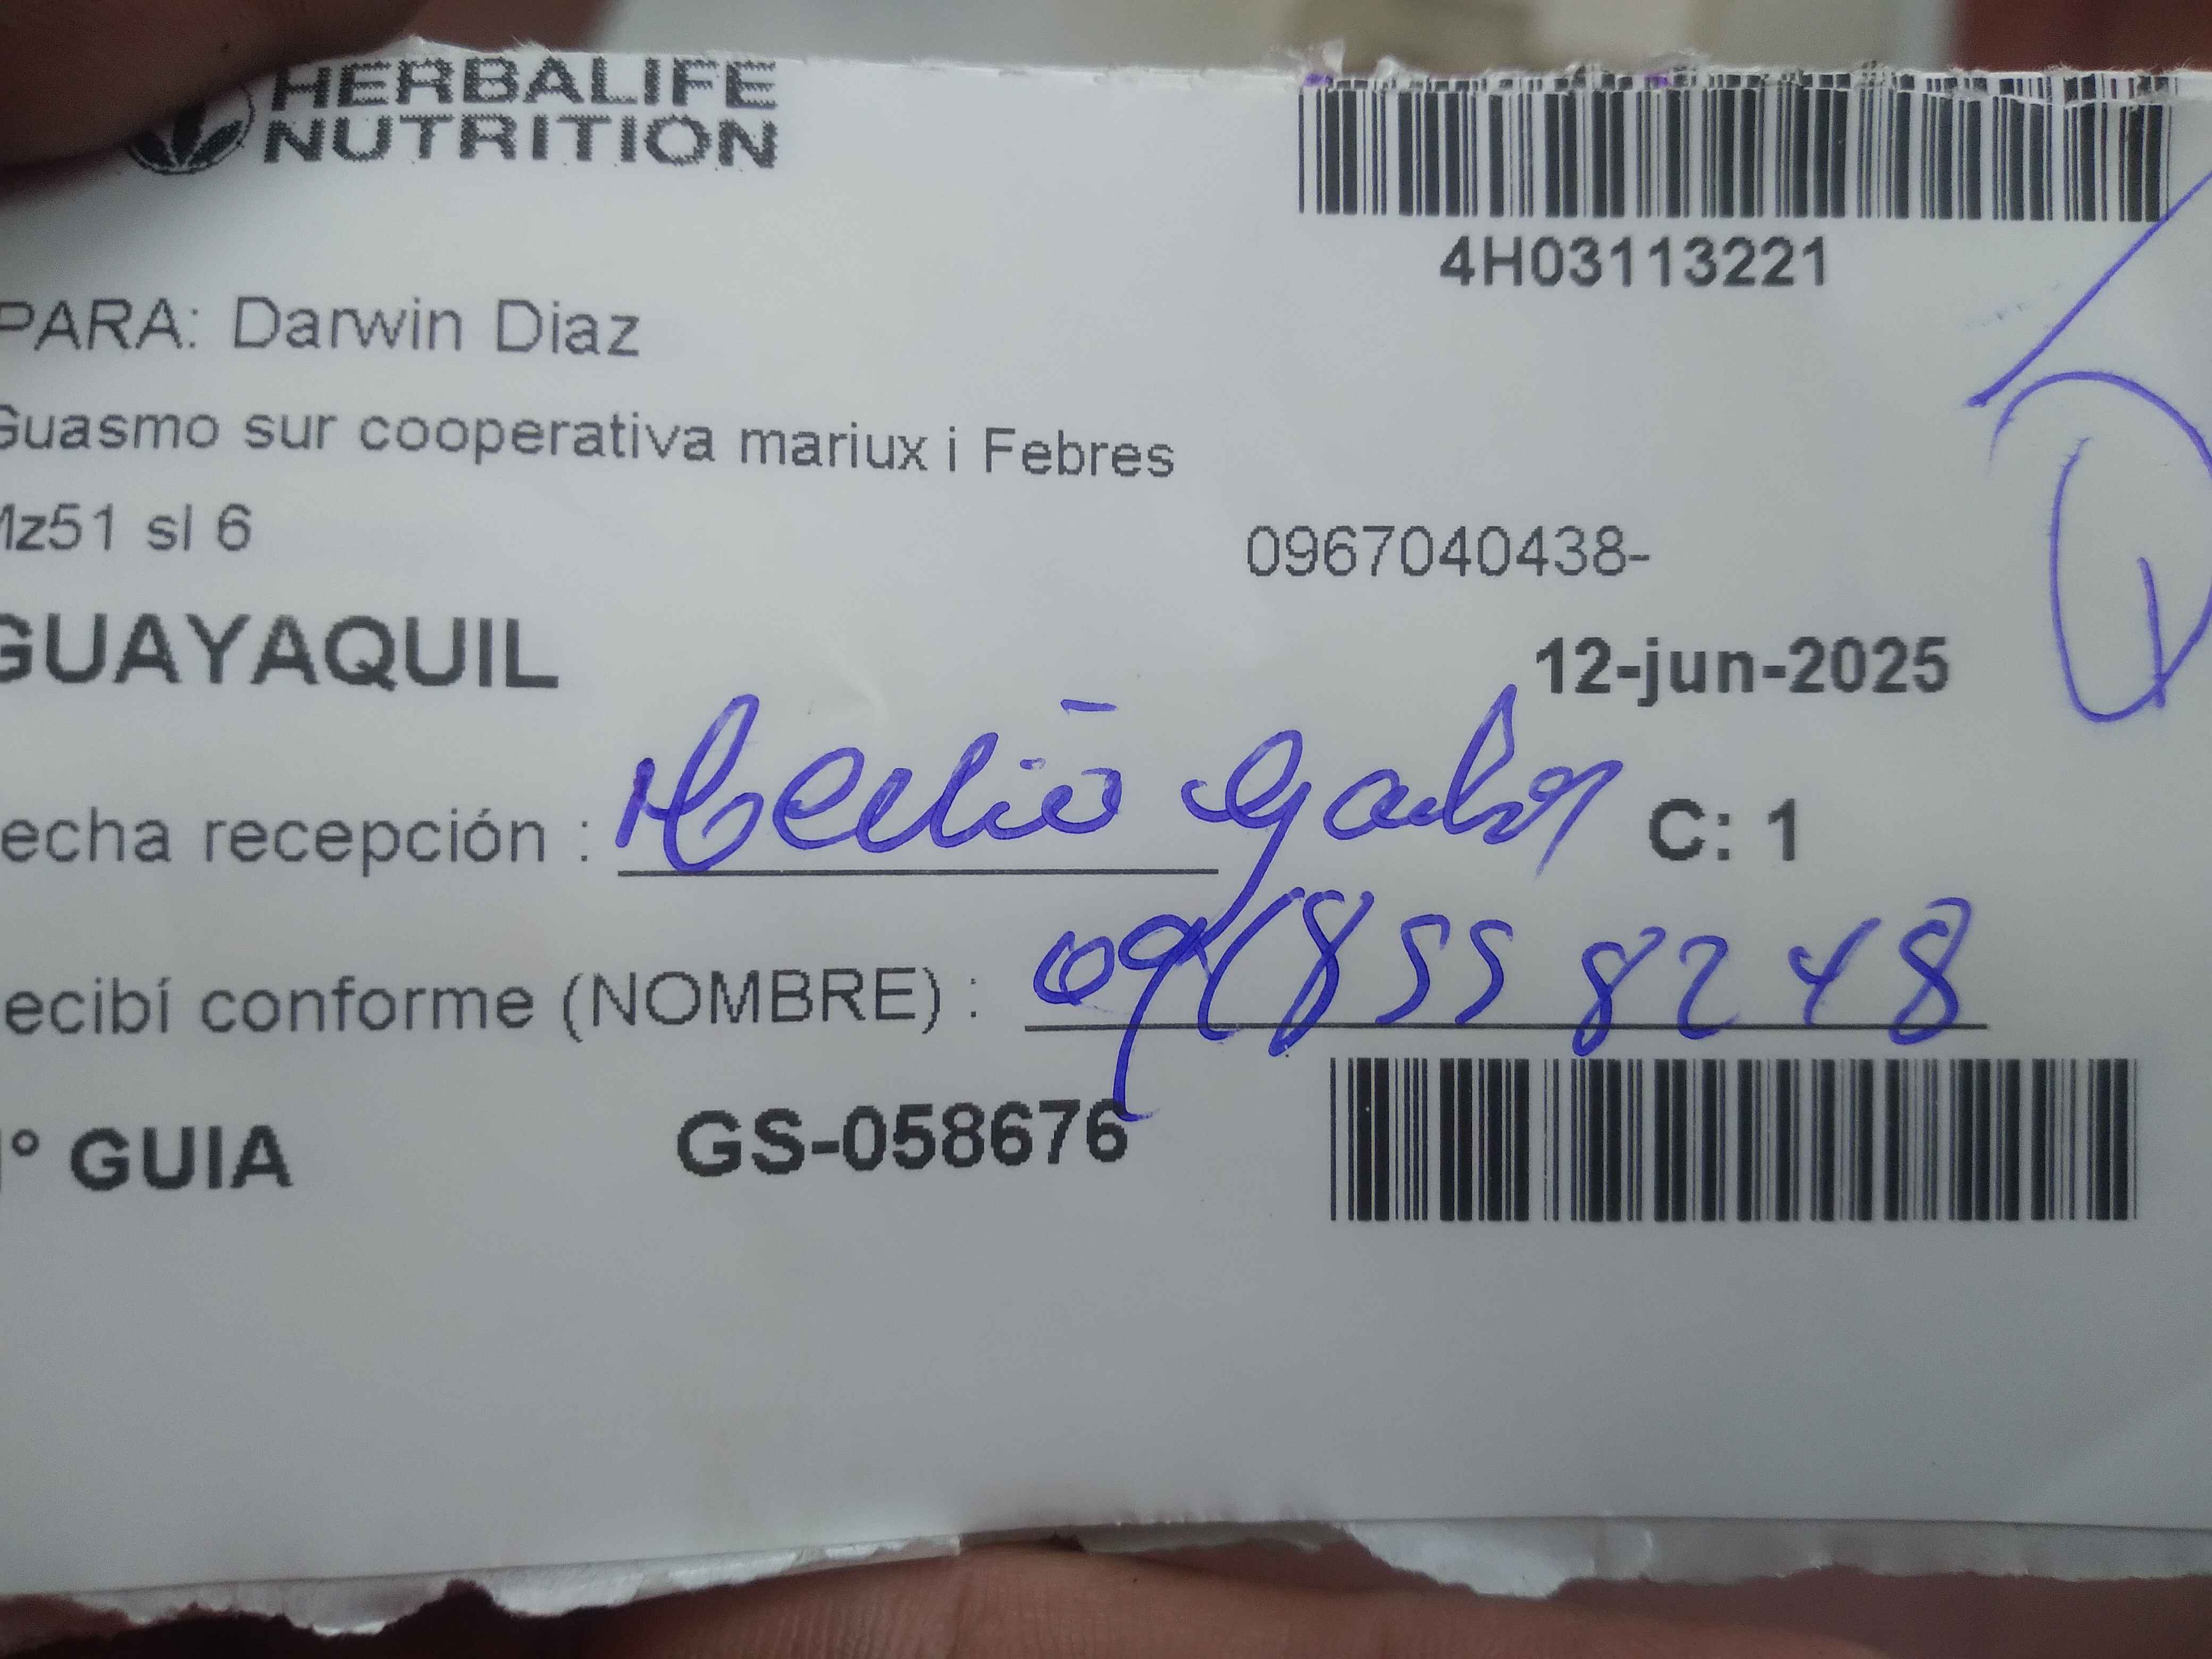 HERBALIFE
NUTRITION
4H03113221
PARA: Darwin Diaz
Guasmo sur cooperativa mariux i Febres
Mz51 sl 6
0967040438-
GUAYAQUIL
12-jun-2025
echa recepción :
C: 1
ecibí conforme (NOMBRE) : 0918558248
° GUIA GS-058676